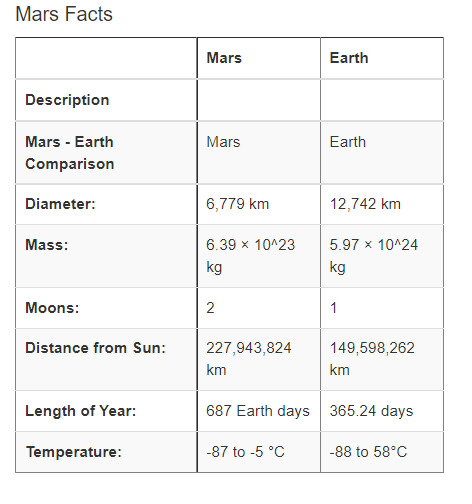 Mars Facts
Mars Earth
Description
Mars - Earth Mars Earth
Comparison
Diameter: 6,779 km 12,742 km
Mass: 6.39 × 10^23 5.97 × 10^24
kg kg
Moons: 2 1
Distance from Sun: 227,943,824 149,598,262
km km
Length of Year: 687 Earth days 365.24 days
Temperature: -87 to -5 °C -88 to 58°C